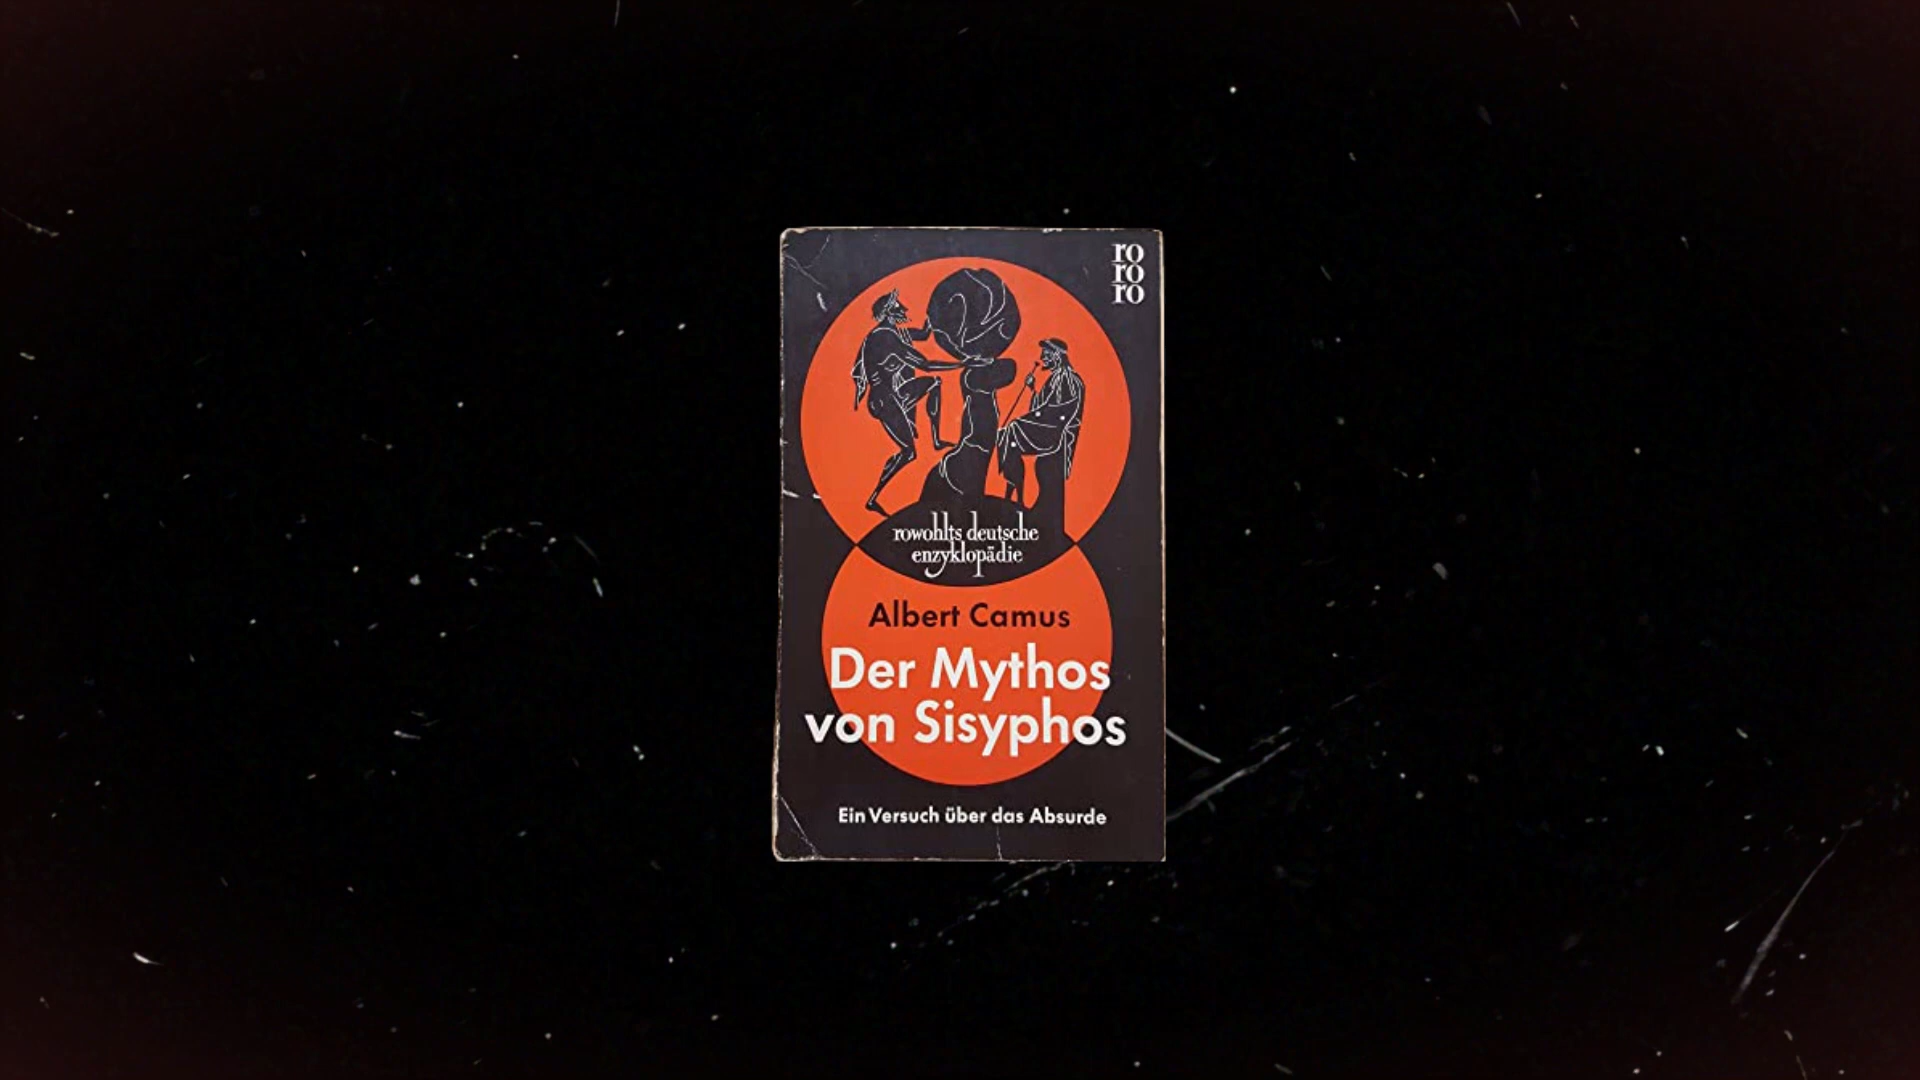 ro
ro
ro
rowohlts deutsche
enzyklopädie
Albert Camus
Der Mythos
von Sisyphos
Ein Versuch über das Absurde